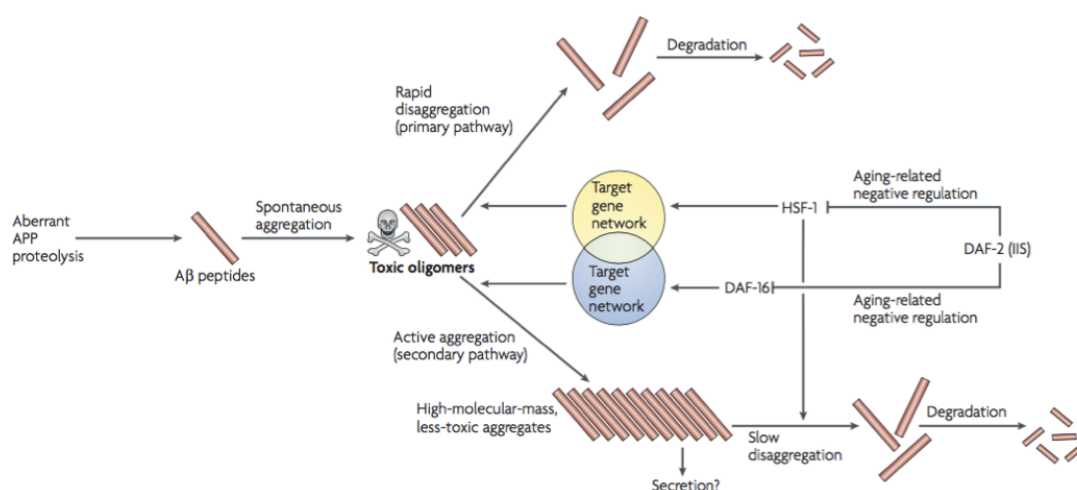 Degradation
Rapid
disaggregation
(primary pathway)
Target
gene
network
Aging-related
negative regulation
HSF-1
Spontaneous
aggregation
Aberrant
APP
proteolysis
Aβ peptides
Toxic oligomers
DAF-2 (IIS)
Target
gene
network
DAF-16
Aging-related
negative regulation
Active aggregation
(secondary pathway)
High-molecular-mass,
less-toxic aggregates
Slow
disaggregation
Degradation
Secretion?